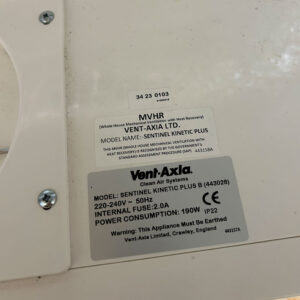 34 23 0103
MVHR
(Whole House Mechanical Ventilation with Heat Recovery)
VENT-AXIA LTD.
MODEL NAME: SENTINEL KINETIC PLUS
THIS MVHR (WHOLE HOUSE MECHANICAL VENTILATION WITH
HEAT RECOVERY) IS RECOGNISED BY THE GOVERNMENT'S
STANDARD ASSESSMENT PROCEDURE (SAP)
443158A
Vent-Axia
Clean Air Systems
MODEL: SENTINEL KINETIC PLUS B (443028)
220-240V ~ 50Hz
INTERNAL FUSE:2.0A
POWER CONSUMPTION: 190W IP22
Warning: This Appliance Must Be Earthed
Vent-Axia Limited, Crawley, England